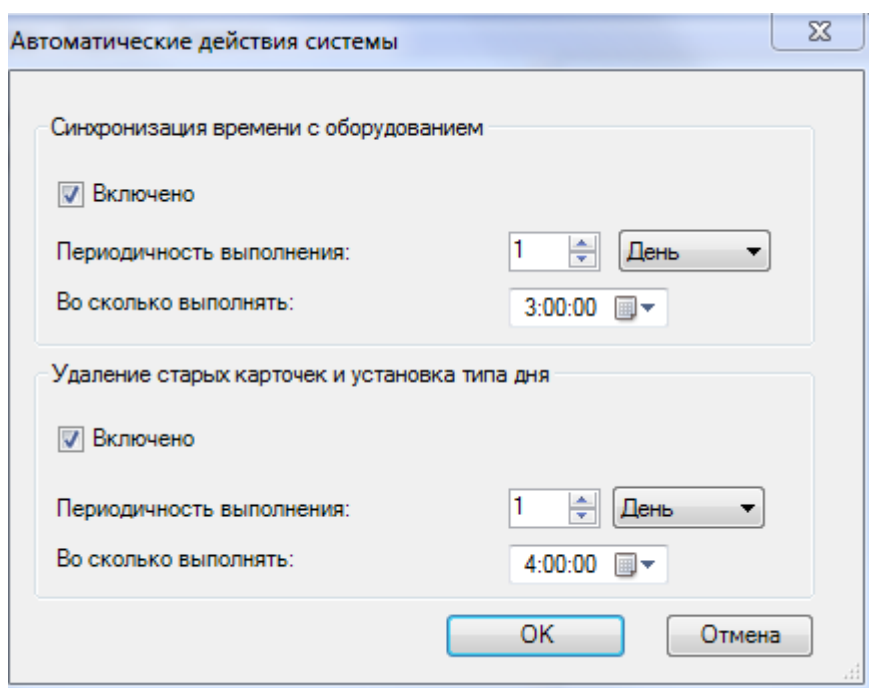 Автоматические действия системы
Синхронизация времени с оборудованием
Включено
Периодичность выполнения: 1 День
Во сколько выполнять: 3:00:00
Удаление старых карточек и установка типа дня
Включено
Периодичность выполнения: 1 День
Во сколько выполнять: 4:00:00
OK Отмена